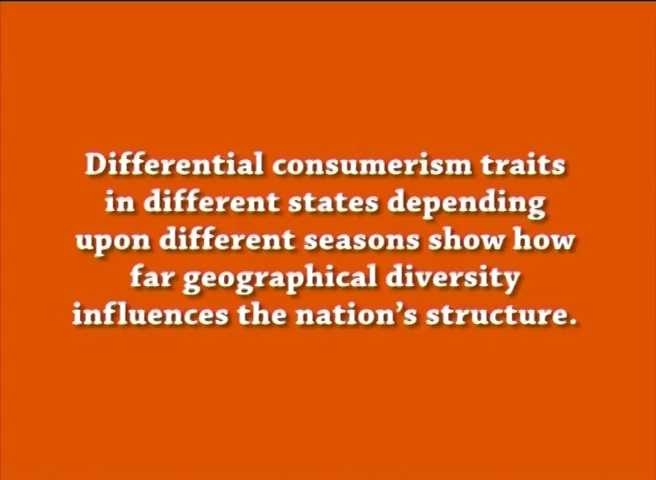 Differential consumerism traits
in different states depending
upon different seasons show how
far geographical diversity
influences the nation’s structure.